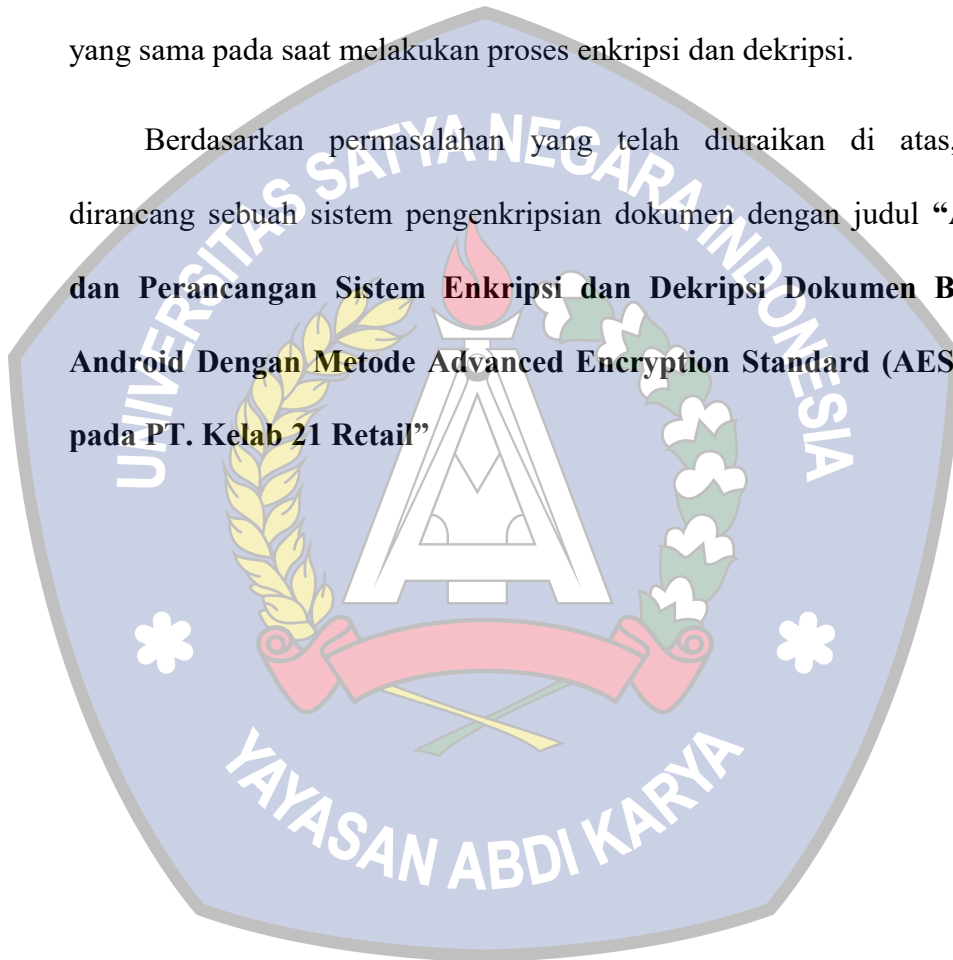 yang sama pada saat melakukan proses enkripsi dan dekripsi.
Berdasarkan permasalahan yang telah diuraikan di atas,
dirancang sebuah sistem pengenkripsian dokumen dengan judul “
dan Perancangan Sistem Enkripsi dan Dekripsi Dokumen B
Android Dengan Metode Advanced Encryption Standard (AES
pada PT. Kelab 21 Retail”
UNIVERSITAS SATYA NEGARA INDONESIA
YAYASAN ABDI KARYA